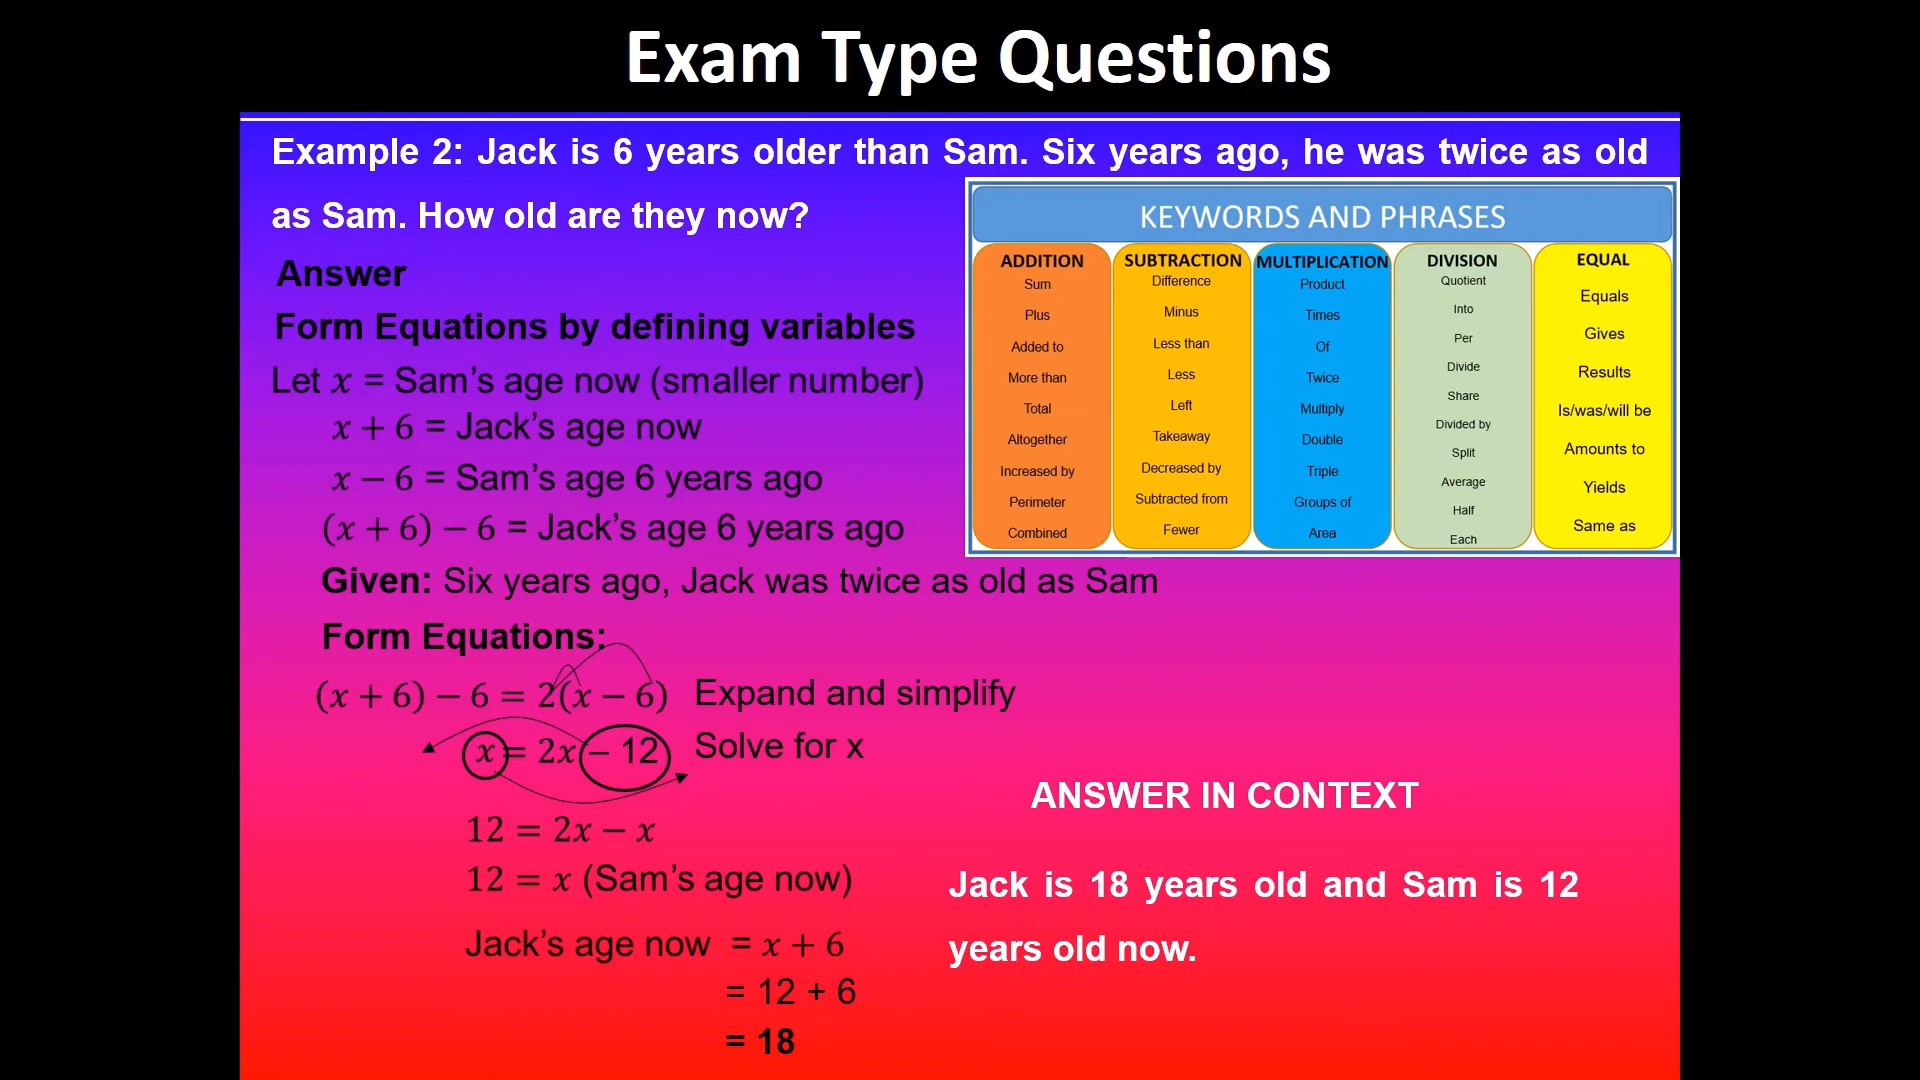 Exam Type Questions
Example 2: Jack is 6 years older than Sam. Six years ago, he was twice as old
as Sam. How old are they now?
KEYWORDS AND PHRASES
ADDITION
Sum
Plus
Added to
More than
Total
Altogether
Increased by
Perimeter
Combined
SUBTRACTION
Difference
Minus
Less than
Less
Left
Takeaway
Decreased by
Subtracted from
Fewer
MULTIPLICATION
Product
Times
Of
Twice
Multiply
Double
Triple
Groups of
Area
DIVISION
Quotient
Into
Per
Divide
Share
Divided by
Split
Average
Half
Each
EQUAL
Equals
Gives
Results
Is/was/will be
Amounts to
Yields
Same as
Answer
Form Equations by defining variables
Let x = Sam’s age now (smaller number)
x + 6 = Jack’s age now
x − 6 = Sam’s age 6 years ago
(x + 6) − 6 = Jack’s age 6 years ago
Given: Six years ago, Jack was twice as old as Sam
Form Equations:
(x + 6) − 6 = 2(x − 6) Expand and simplify
x = 2x − 12 Solve for x
12 = 2x − x
12 = x (Sam’s age now)
Jack’s age now = x + 6
= 12 + 6
= 18
ANSWER IN CONTEXT
Jack is 18 years old and Sam is 12
years old now.